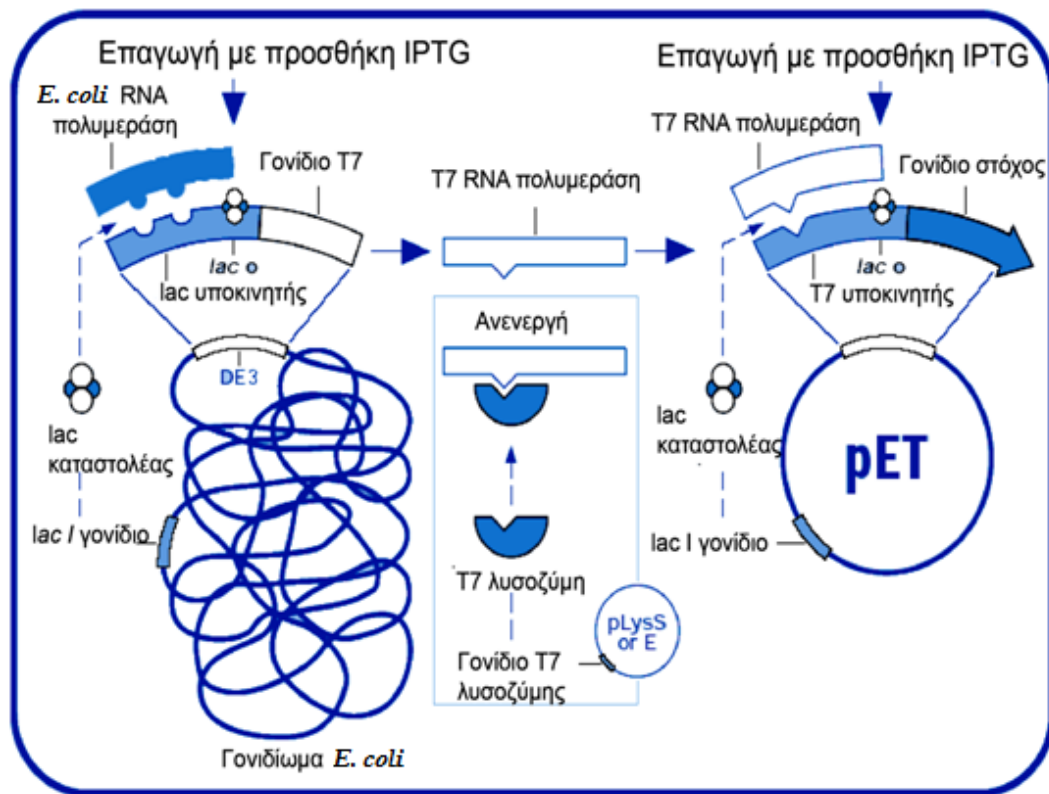 Επαγωγή με προσθήκη IPTG
E. coli RNA
πολυμεράση
Γονίδιο T7
lac o
lac υποκινητής
DE3
lac
καταστολέας
lac I γονίδιο
Γονιδίωμα E. coli
T7 RNA πολυμεράση
Ανενεργή
T7 λυσοζύμη
pLysS
or E
Γονίδιο T7
λυσοζύμης
Επαγωγή με προσθήκη IPTG
T7 RNA πολυμεράση
Γονίδιο στόχος
lac o
T7 υποκινητής
lac
καταστολέας
pET
lac I γονίδιο